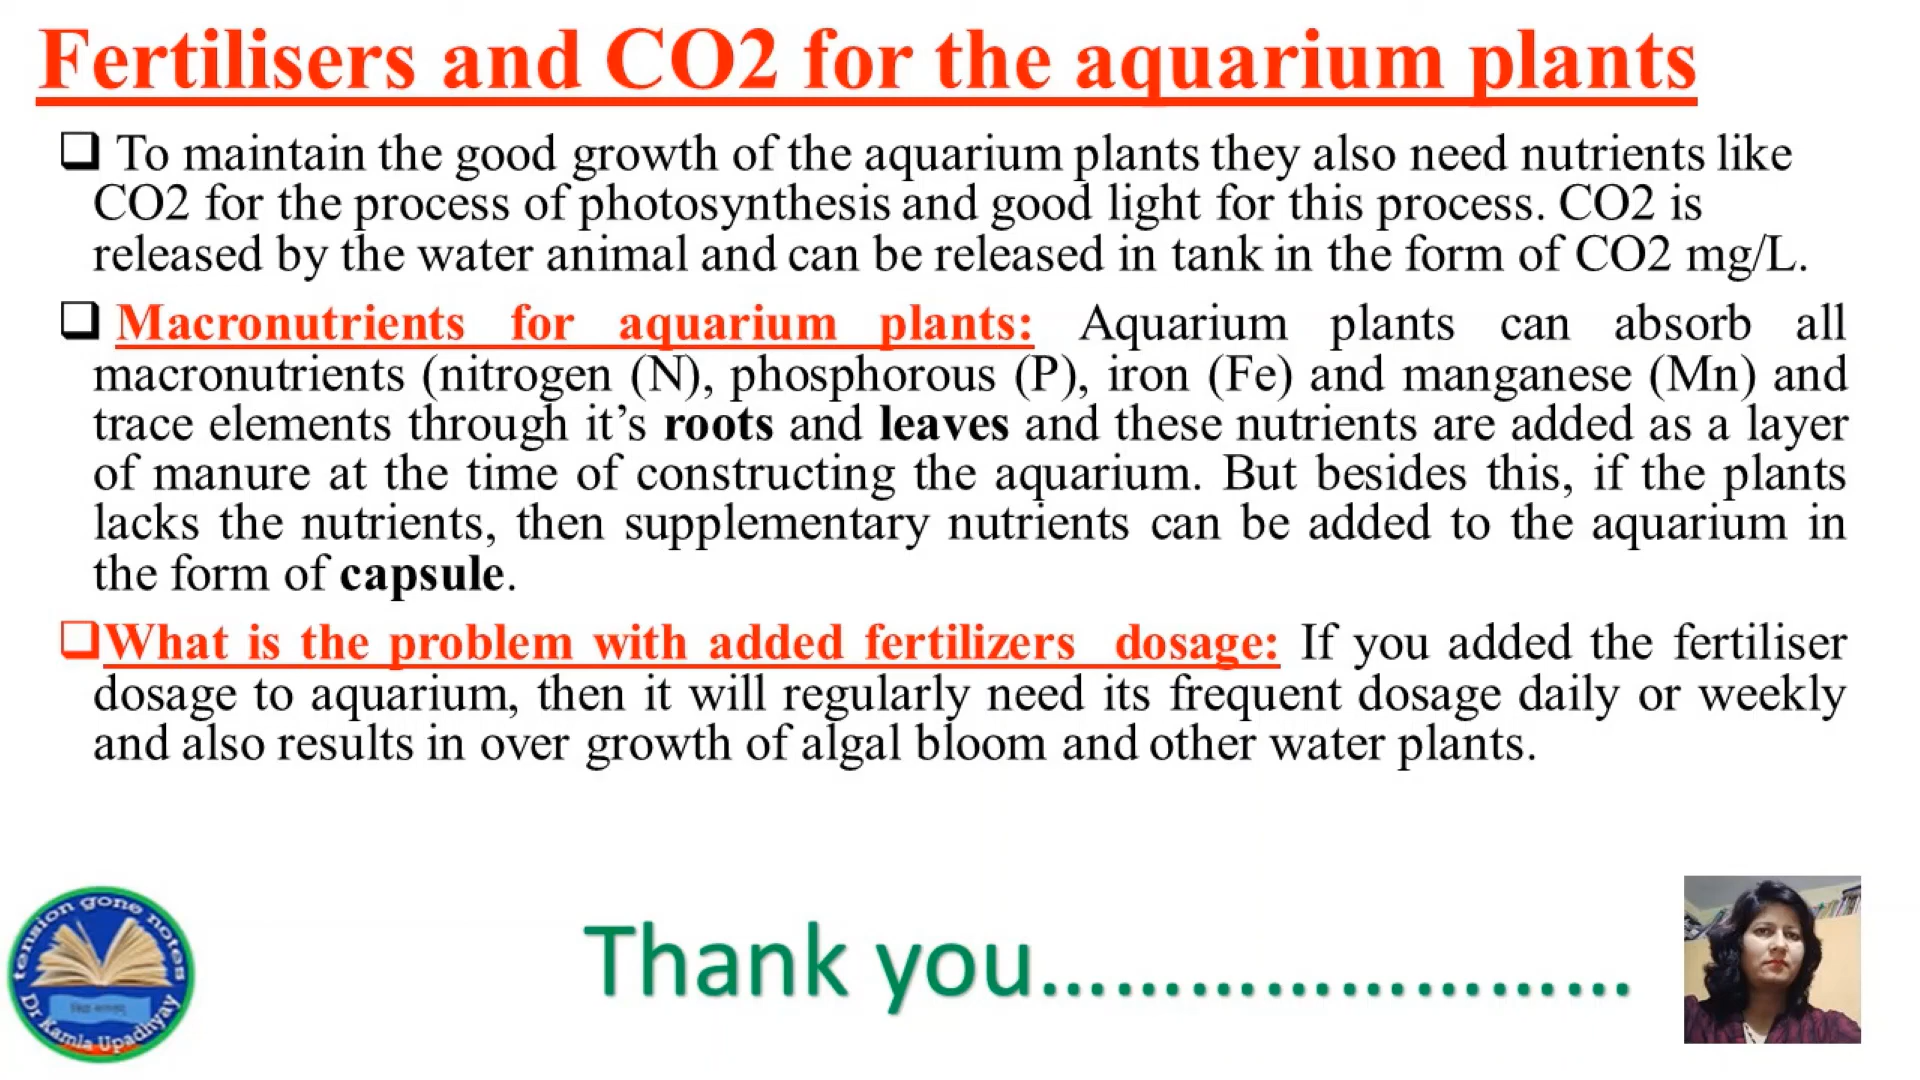 Fertilisers and CO2 for the aquarium plants
To maintain the good growth of the aquarium plants they also need nutrients like
CO2 for the process of photosynthesis and good light for this process. CO2 is
released by the water animal and can be released in tank in the form of CO2 mg/L.
Macronutrients for aquarium plants: Aquarium plants can absorb all
macronutrients (nitrogen (N), phosphorous (P), iron (Fe) and manganese (Mn) and
trace elements through it’s roots and leaves and these nutrients are added as a layer
of manure at the time of constructing the aquarium. But besides this, if the plants
lacks the nutrients, then supplementary nutrients can be added to the aquarium in
the form of capsule.
What is the problem with added fertilizers dosage: If you added the fertiliser
dosage to aquarium, then it will regularly need its frequent dosage daily or weekly
and also results in over growth of algal bloom and other water plants.
tension gone notes
Dr Kamla Upadhyay
Thank you........................